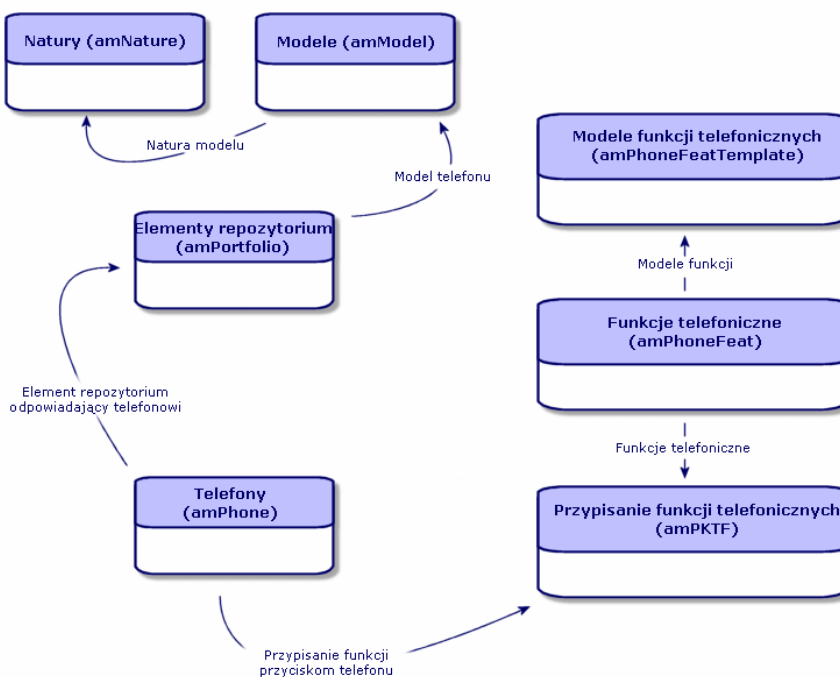 Natury (amNature)
Modele (amModel)
Natura modelu
Model telefonu
Modele funkcji telefonicznych
(amPhoneFeatTemplate)
Elementy repozytorium
(amPortfolio)
Modele funkcji
Funkcje telefoniczne
(amPhoneFeat)
Element repozytorium
odpowiadający telefonowi
Funkcje telefoniczne
Telefony
(amPhone)
Przypisanie funkcji telefonicznych
(amPKTF)
Przypisanie funkcji
przyciskom telefonu